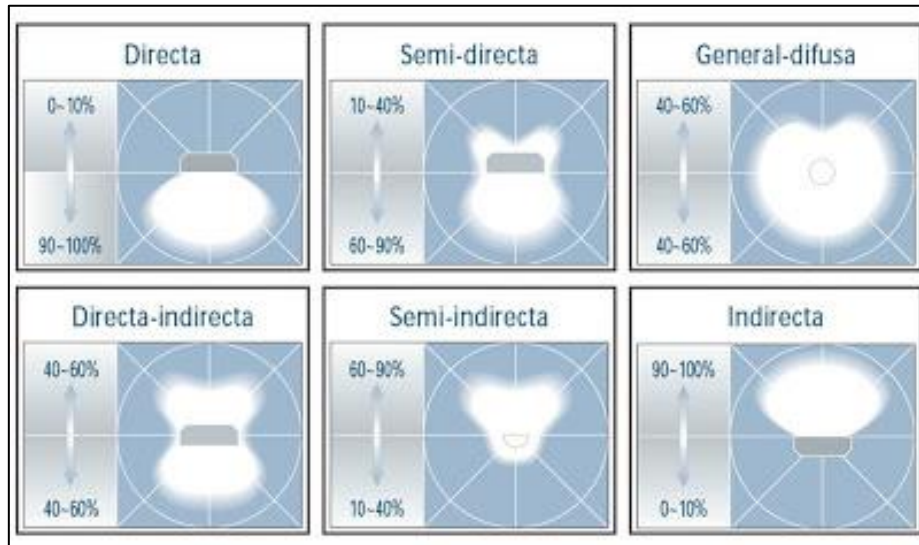 Directa
0~10%
90~100%
Semi-directa
10~40%
60~90%
General-difusa
40~60%
40~60%
Directa-indirecta
40~60%
40~60%
Semi-indirecta
60~90%
10~40%
Indirecta
90~100%
0~10%